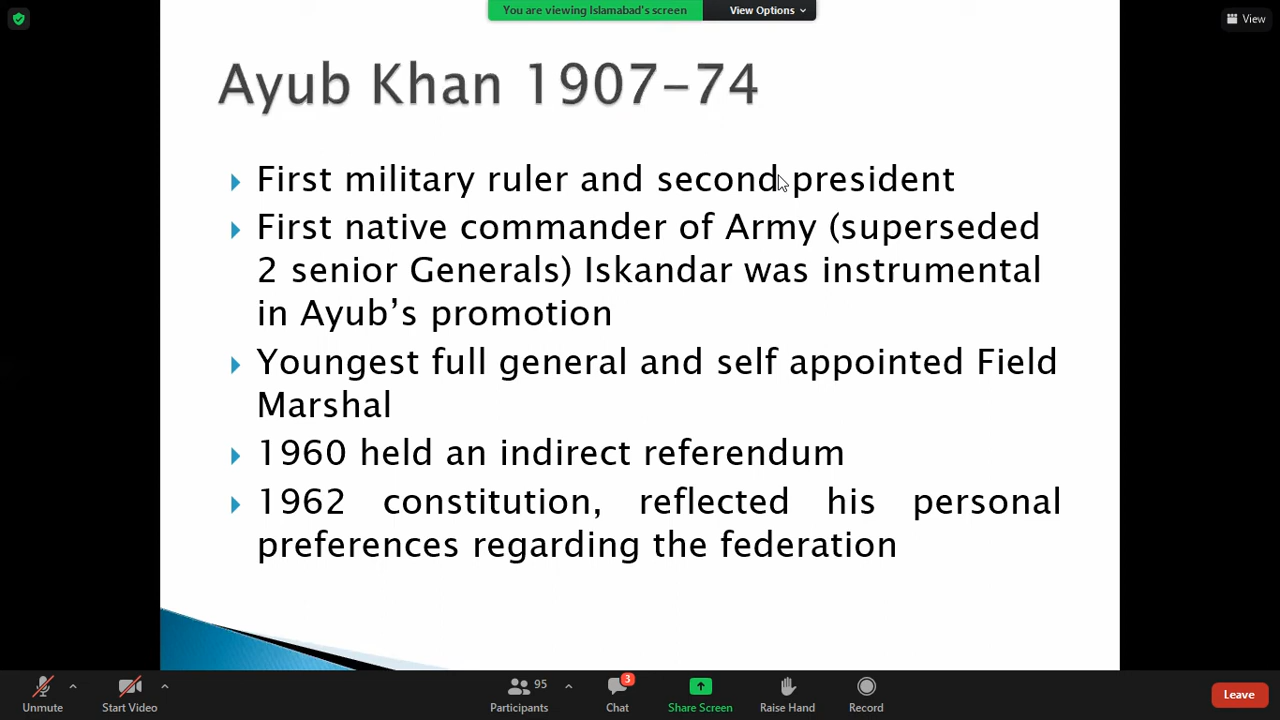 You are viewing Islamabad's screen
View Options
View
Ayub Khan 1907-74
First military ruler and second president
First native commander of Army (superseded
2 senior Generals) Iskandar was instrumental
in Ayub’s promotion
Youngest full general and self appointed Field
Marshal
1960 held an indirect referendum
1962 constitution, reflected his personal
preferences regarding the federation
Unmute
Start Video
95
Participants
3
Chat
Share Screen
Raise Hand
Record
Leave